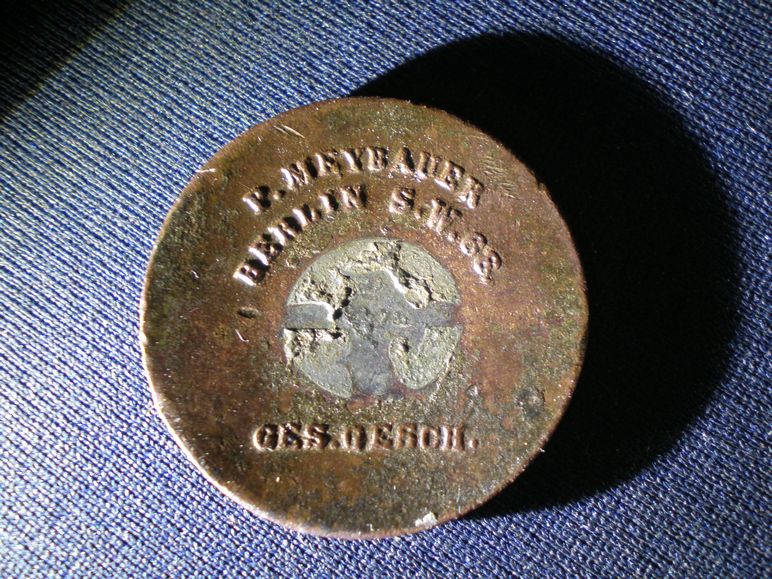 P. MEYBAUER
BERLIN S.W.68.
GES.GESCH.